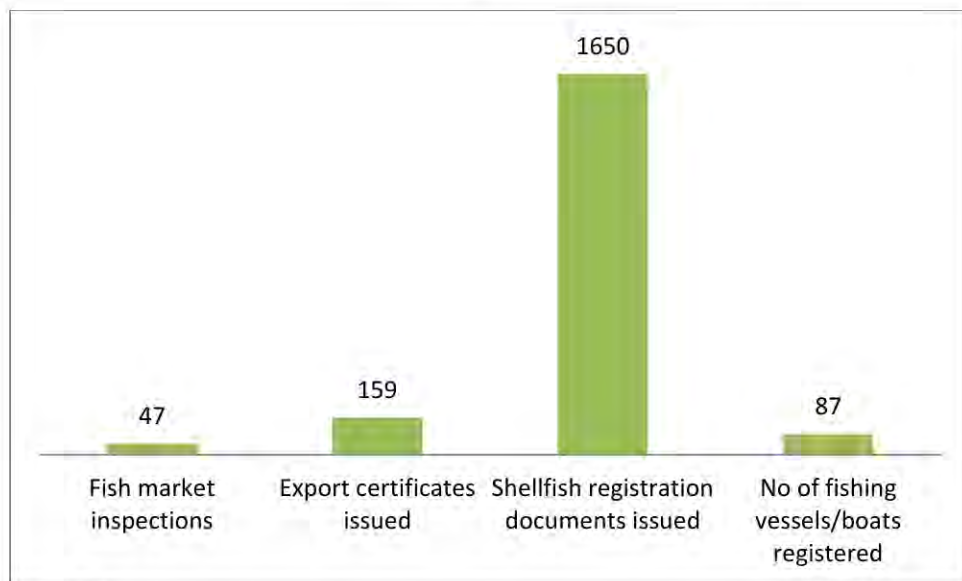 1650
159
87
47
Fish market
inspections
Export certificates
issued
Shellfish registration
documents issued
No of fishing
vessels/boats
registered